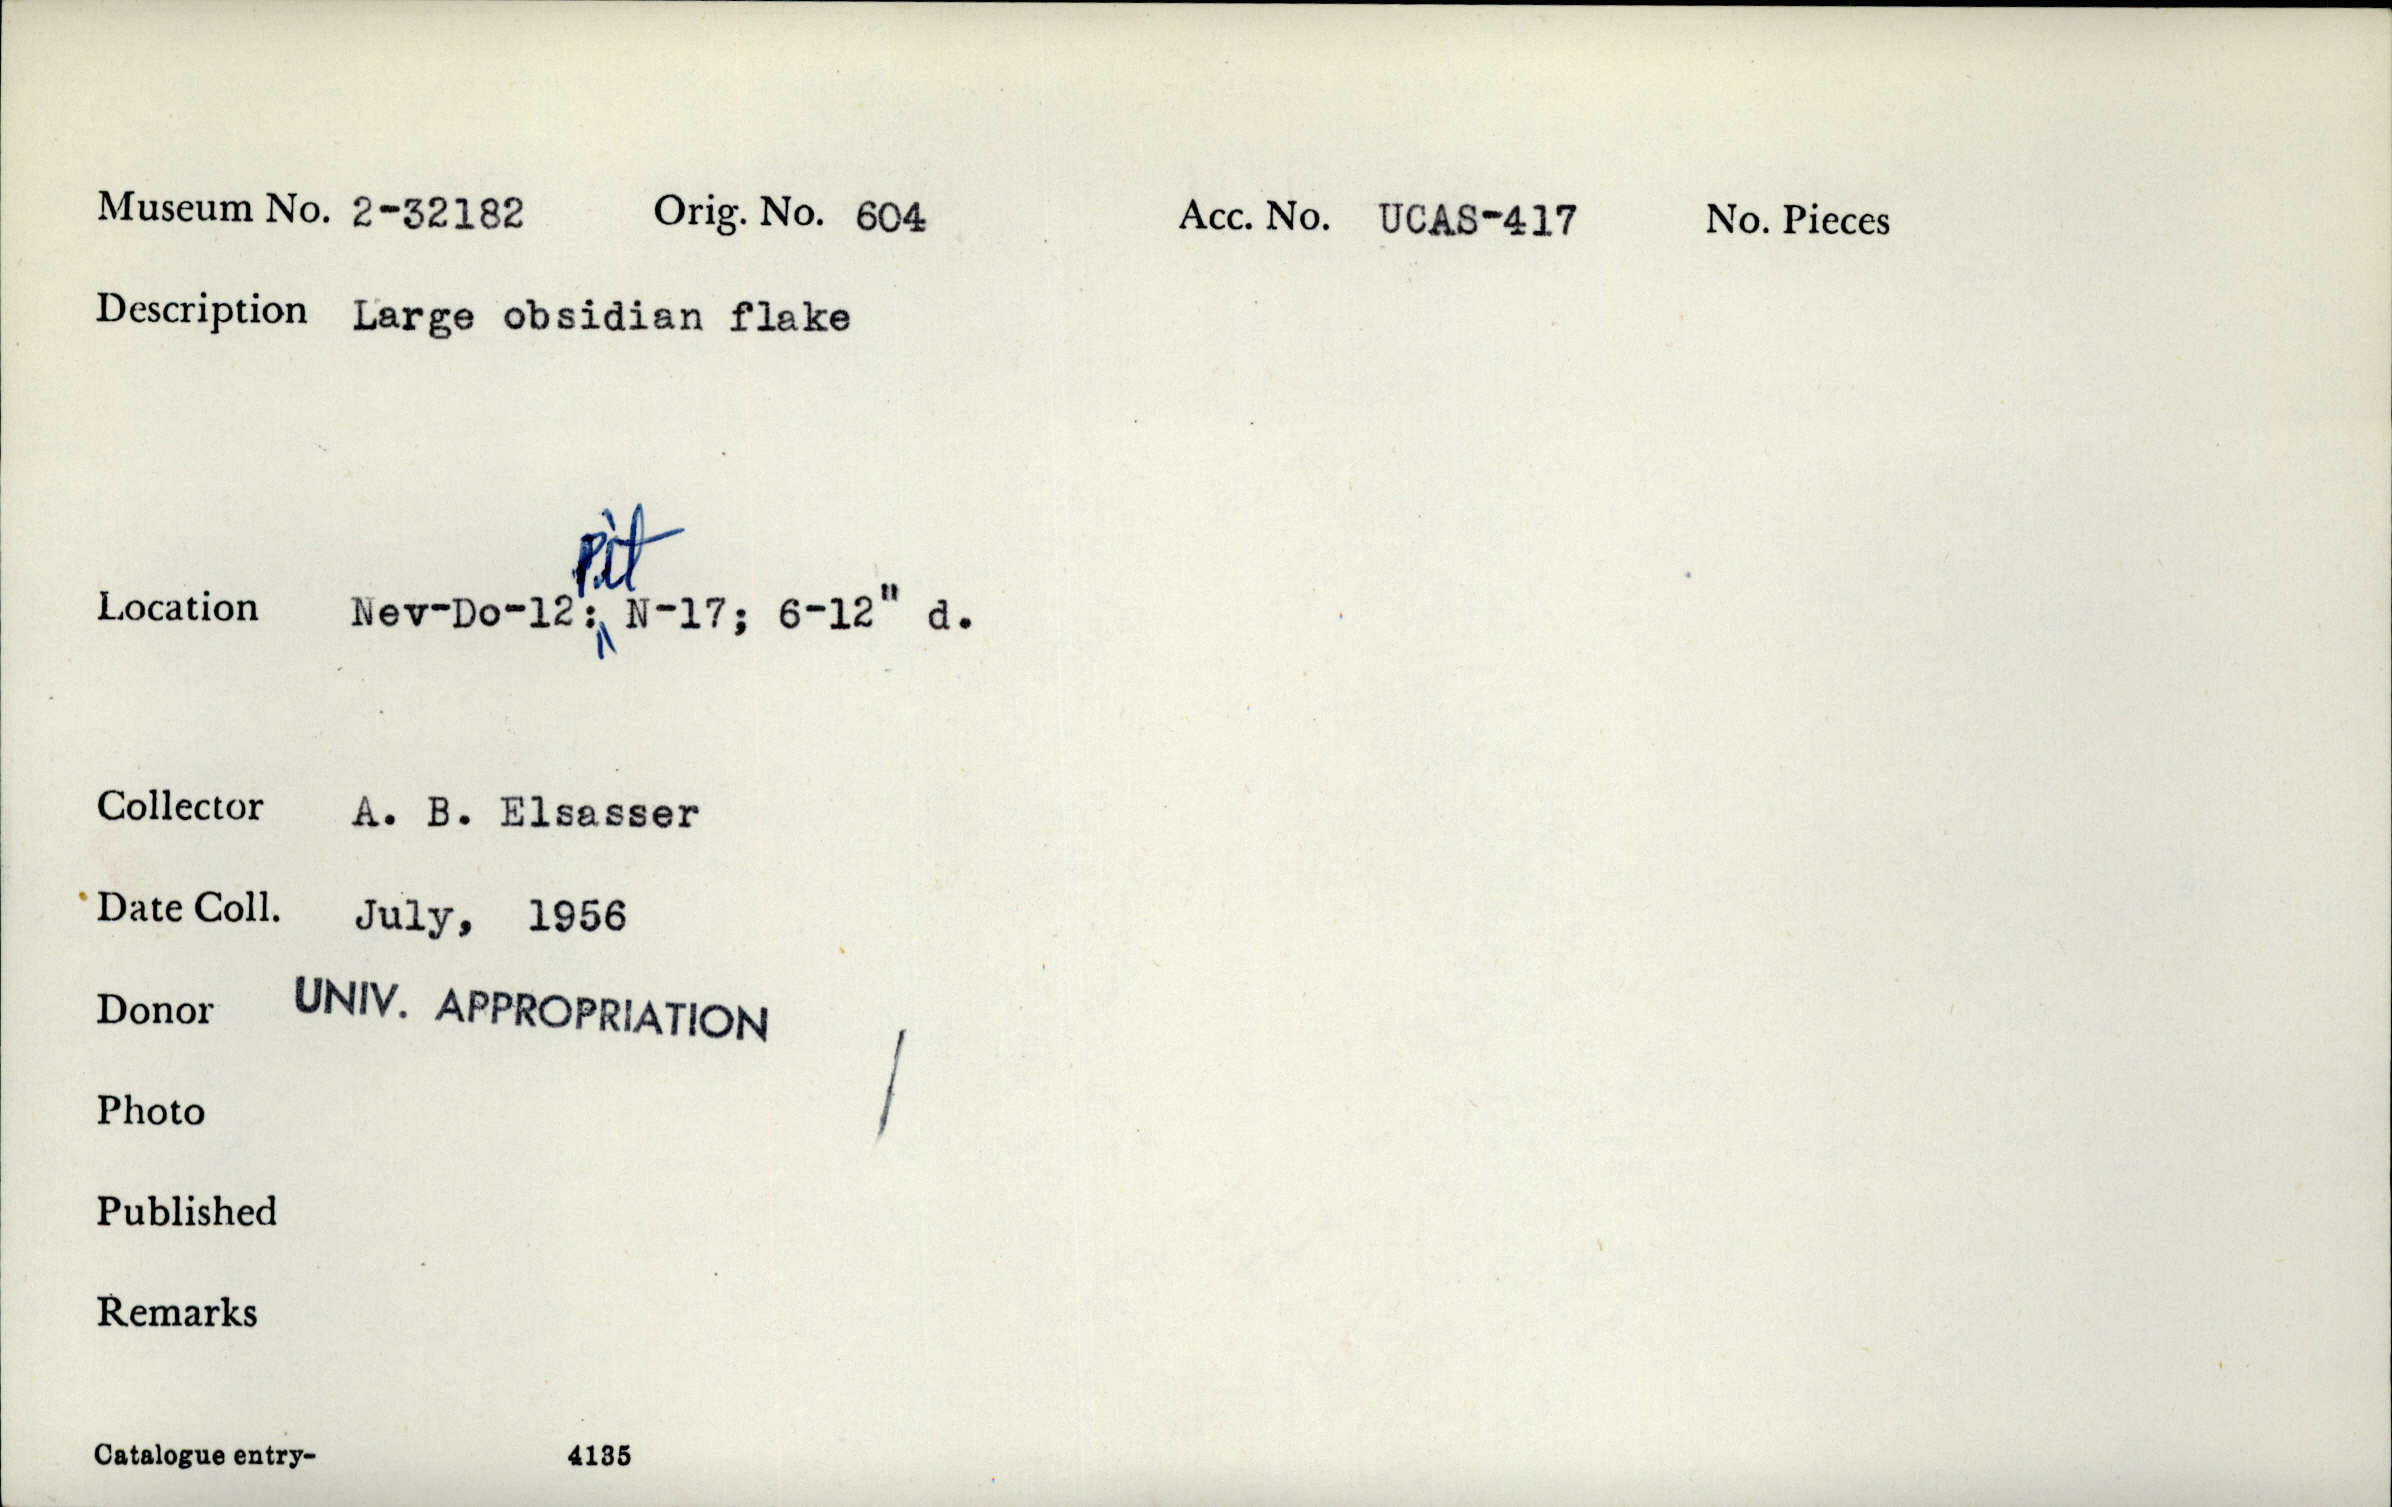 Museum No. 2-32182 Orig. No. 604 Acc. No. UCAS-417 No. Pieces
Description Large obsidian flake
Location Nev-Do-12: Pit N-17; 6-12" d.
Collector A. B. Elsasser
Date Coll. July, 1956
Donor UNIV. APPROPRIATION
Photo
Published
Remarks
Catalogue entry- 4135